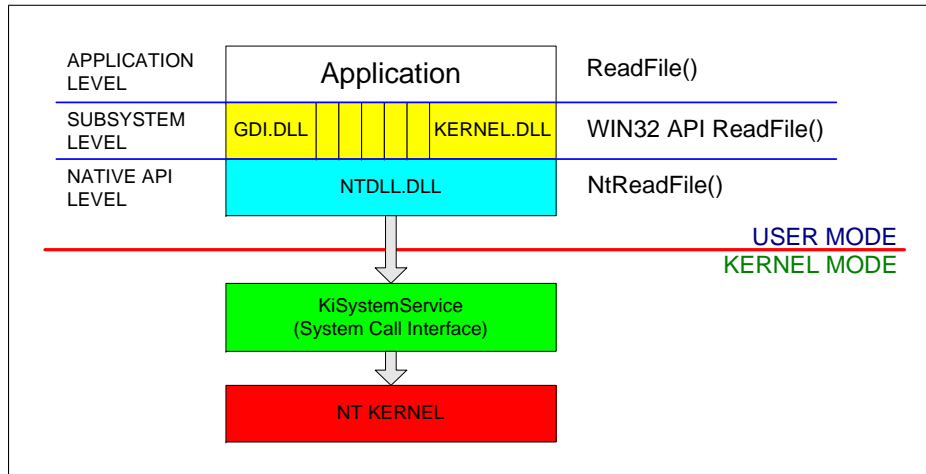 APPLICATION
LEVEL
Application
ReadFile()
SUBSYSTEM
LEVEL
GDI.DLL
KERNEL.DLL
WIN32 API ReadFile()
NATIVE API
LEVEL
NTDLL.DLL
NtReadFile()
USER MODE
KERNEL MODE
KiSystemService
(System Call Interface)
NT KERNEL